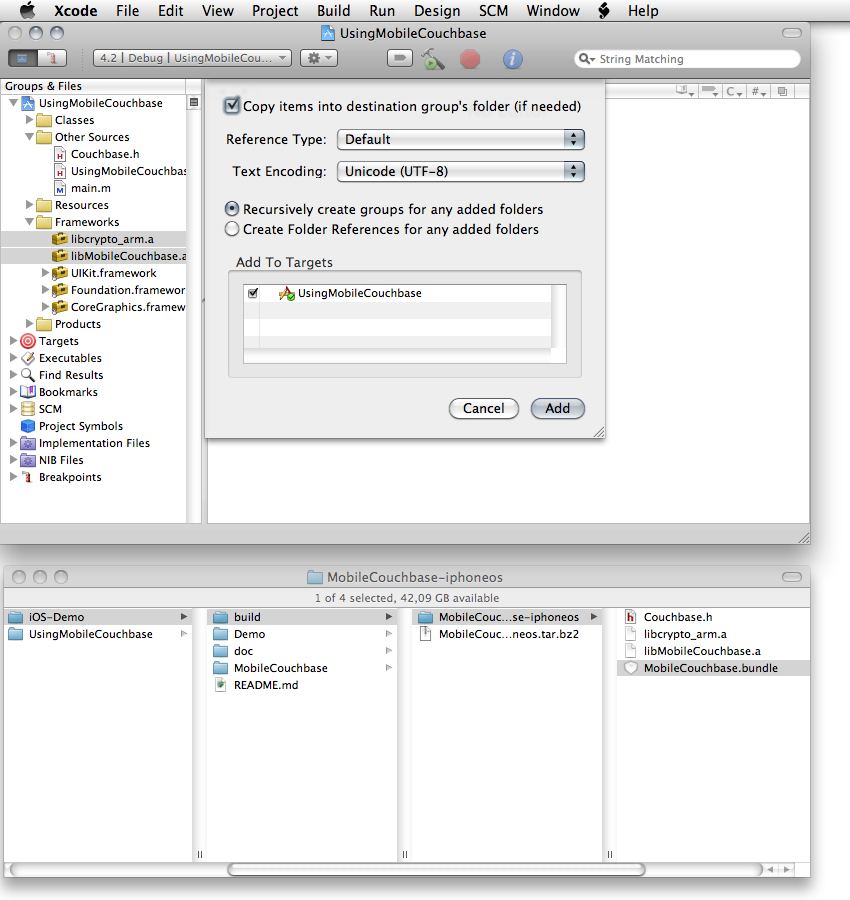 Xcode File Edit View Project Build Run Design SCM Window Help
UsingMobileCouchbase
4.2 | Debug | UsingMobileCou...
String Matching
Groups & Files
UsingMobileCouchbase
Classes
Other Sources
Couchbase.h
UsingMobileCouchbas
main.m
Resources
Frameworks
libcrypto_arm.a
libMobileCouchbase.a
UIKit.framework
Foundation.framewor
CoreGraphics.framew
Products
Targets
Executables
Find Results
Bookmarks
SCM
Project Symbols
Implementation Files
NIB Files
Breakpoints
C
#
Copy items into destination group's folder (if needed)
Reference Type: Default
Text Encoding: Unicode (UTF-8)
Recursively create groups for any added folders
Create Folder References for any added folders
Add To Targets
UsingMobileCouchbase
Cancel Add
MobileCouchbase-iphoneos
1 of 4 selected, 42,09 GB available
iOS-Demo
UsingMobileCouchbase
build
Demo
doc
MobileCouchbase
README.md
MobileCouc...se-iphoneos
MobileCouc...neos.tar.bz2
Couchbase.h
libcrypto_arm.a
libMobileCouchbase.a
MobileCouchbase.bundle